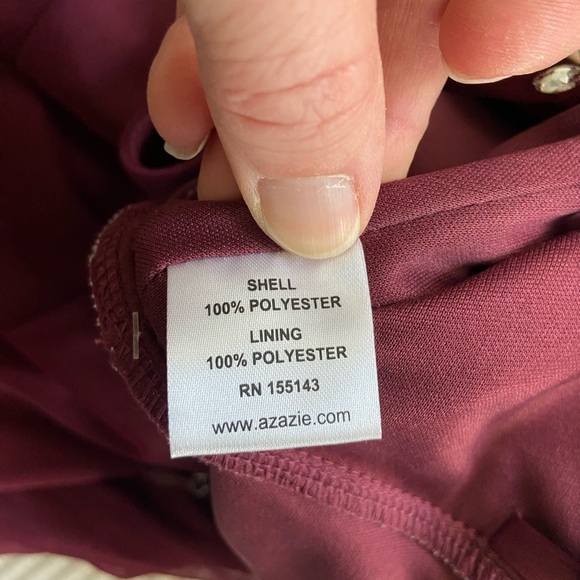 SHELL
100% POLYESTER
LINING
100% POLYESTER
RN 155143
www.azazie.com